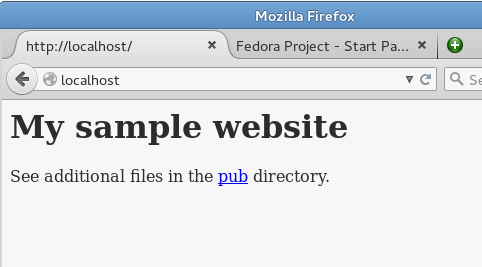 Mozilla Firefox
http://localhost/
Fedora Project - Start Pa...
localhost
My sample website
See additional files in the pub directory.